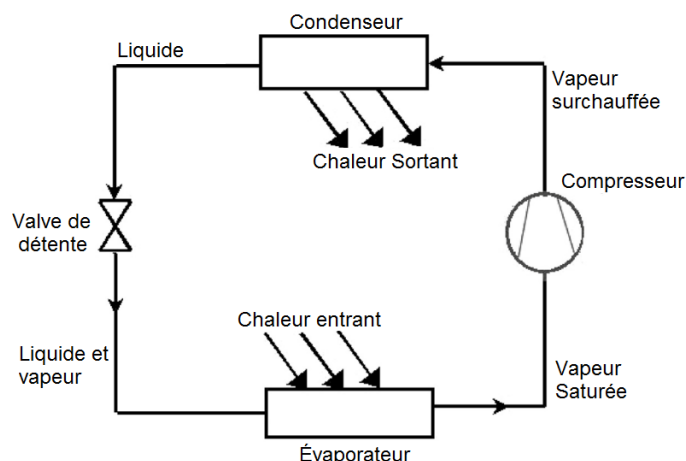 Condenseur
Liquide
Vapeur
surchauffée
Chaleur Sortant
Compresseur
Valve de
détente
Chaleur entrant
Liquide et
vapeur
Vapeur
Saturée
Évaporateur